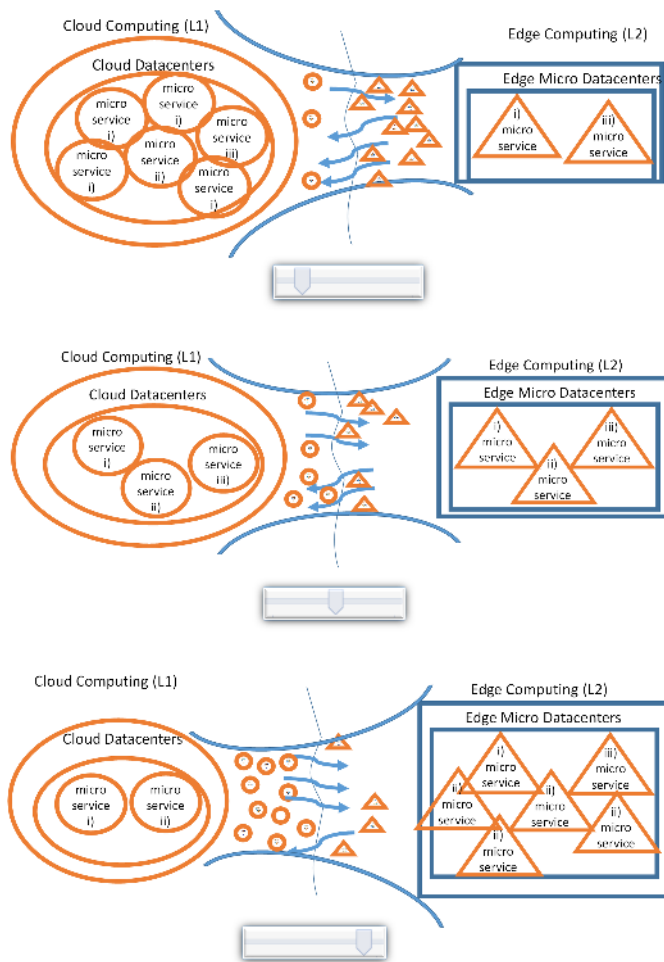 Cloud Computing (L1)
Edge Computing (L2)
Cloud Datacenters
Edge Micro Datacenters
micro
service
i)
micro
service
i)
micro
service
iii)
micro
service
i)
micro
service
ii)
micro
service
i)
i)
micro
service
iii)
micro
service
Cloud Computing (L1)
Edge Computing (L2)
Cloud Datacenters
Edge Micro Datacenters
micro
service
i)
micro
service
ii)
micro
service
iii)
i)
micro
service
ii)
micro
service
iii)
micro
service
Cloud Computing (L1)
Edge Computing (L2)
Cloud Datacenters
Edge Micro Datacenters
micro
service
i)
micro
service
ii)
i)
micro
service
iii)
micro
service
ii)
micro
service
ii)
micro
service
ii)
micro
service
ii)
micro
service